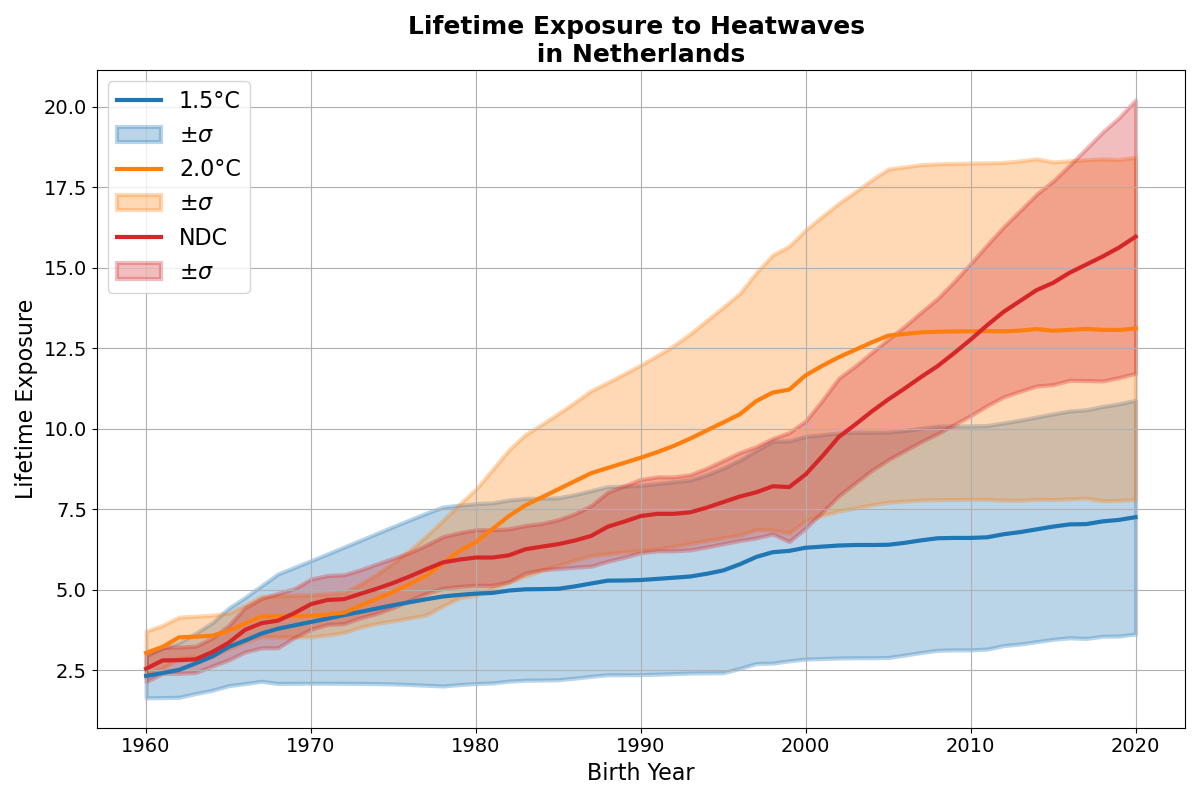 Lifetime Exposure to Heatwaves
in Netherlands
1.5°C
±σ
2.0°C
±σ
NDC
±σ
20.0
17.5
15.0
12.5
10.0
7.5
5.0
2.5
Lifetime Exposure
1960 1970 1980 1990 2000 2010 2020
Birth Year